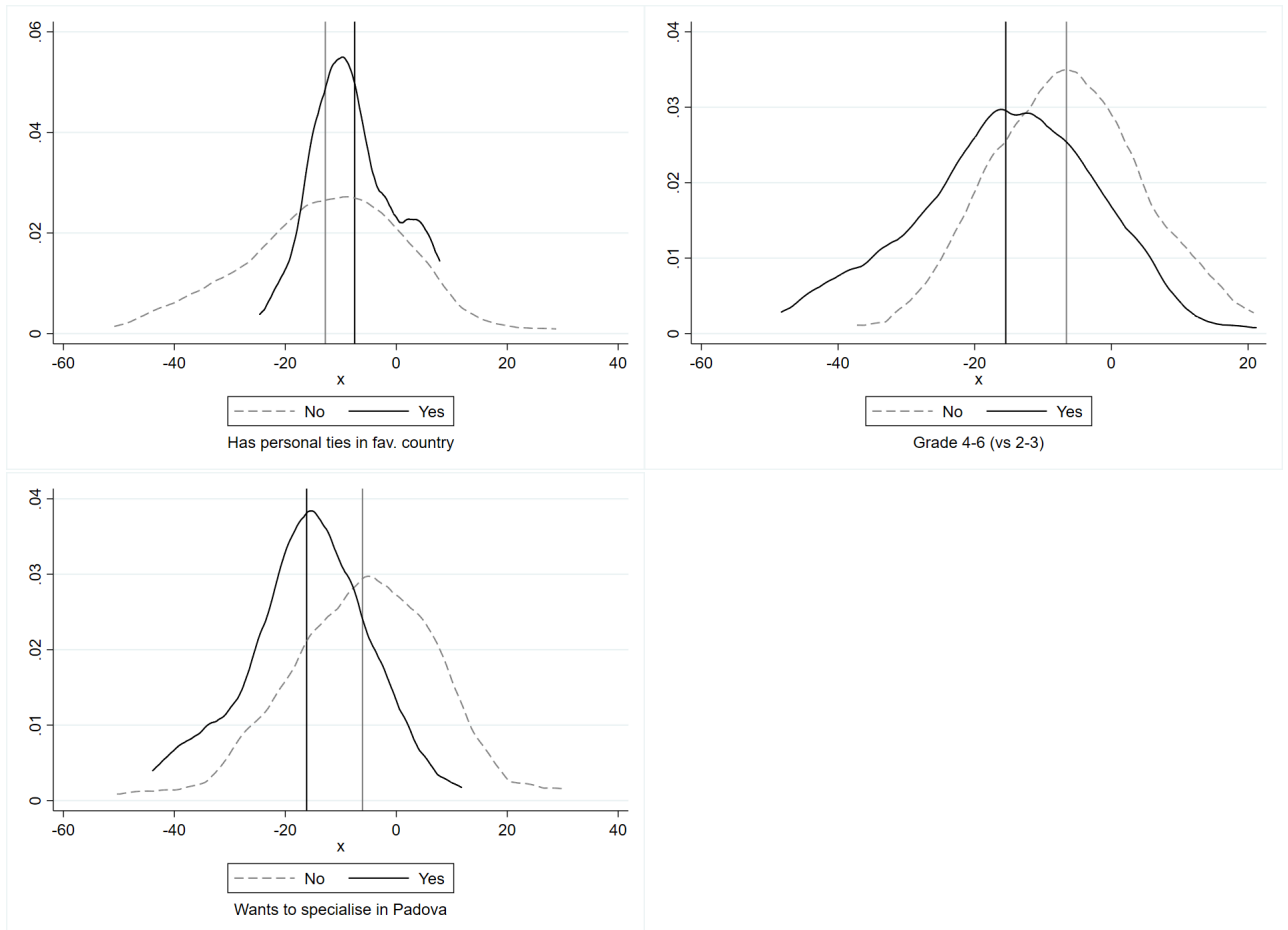 .06
.04
.02
0
-60 -40 -20 0 20 40
x
No Yes
Has personal ties in fav. country
.04
.03
.02
.01
0
-60 -40 -20 0 20
x
No Yes
Grade 4-6 (vs 2-3)
.04
.03
.02
.01
0
-60 -40 -20 0 20 40
x
No Yes
Wants to specialise in Padova